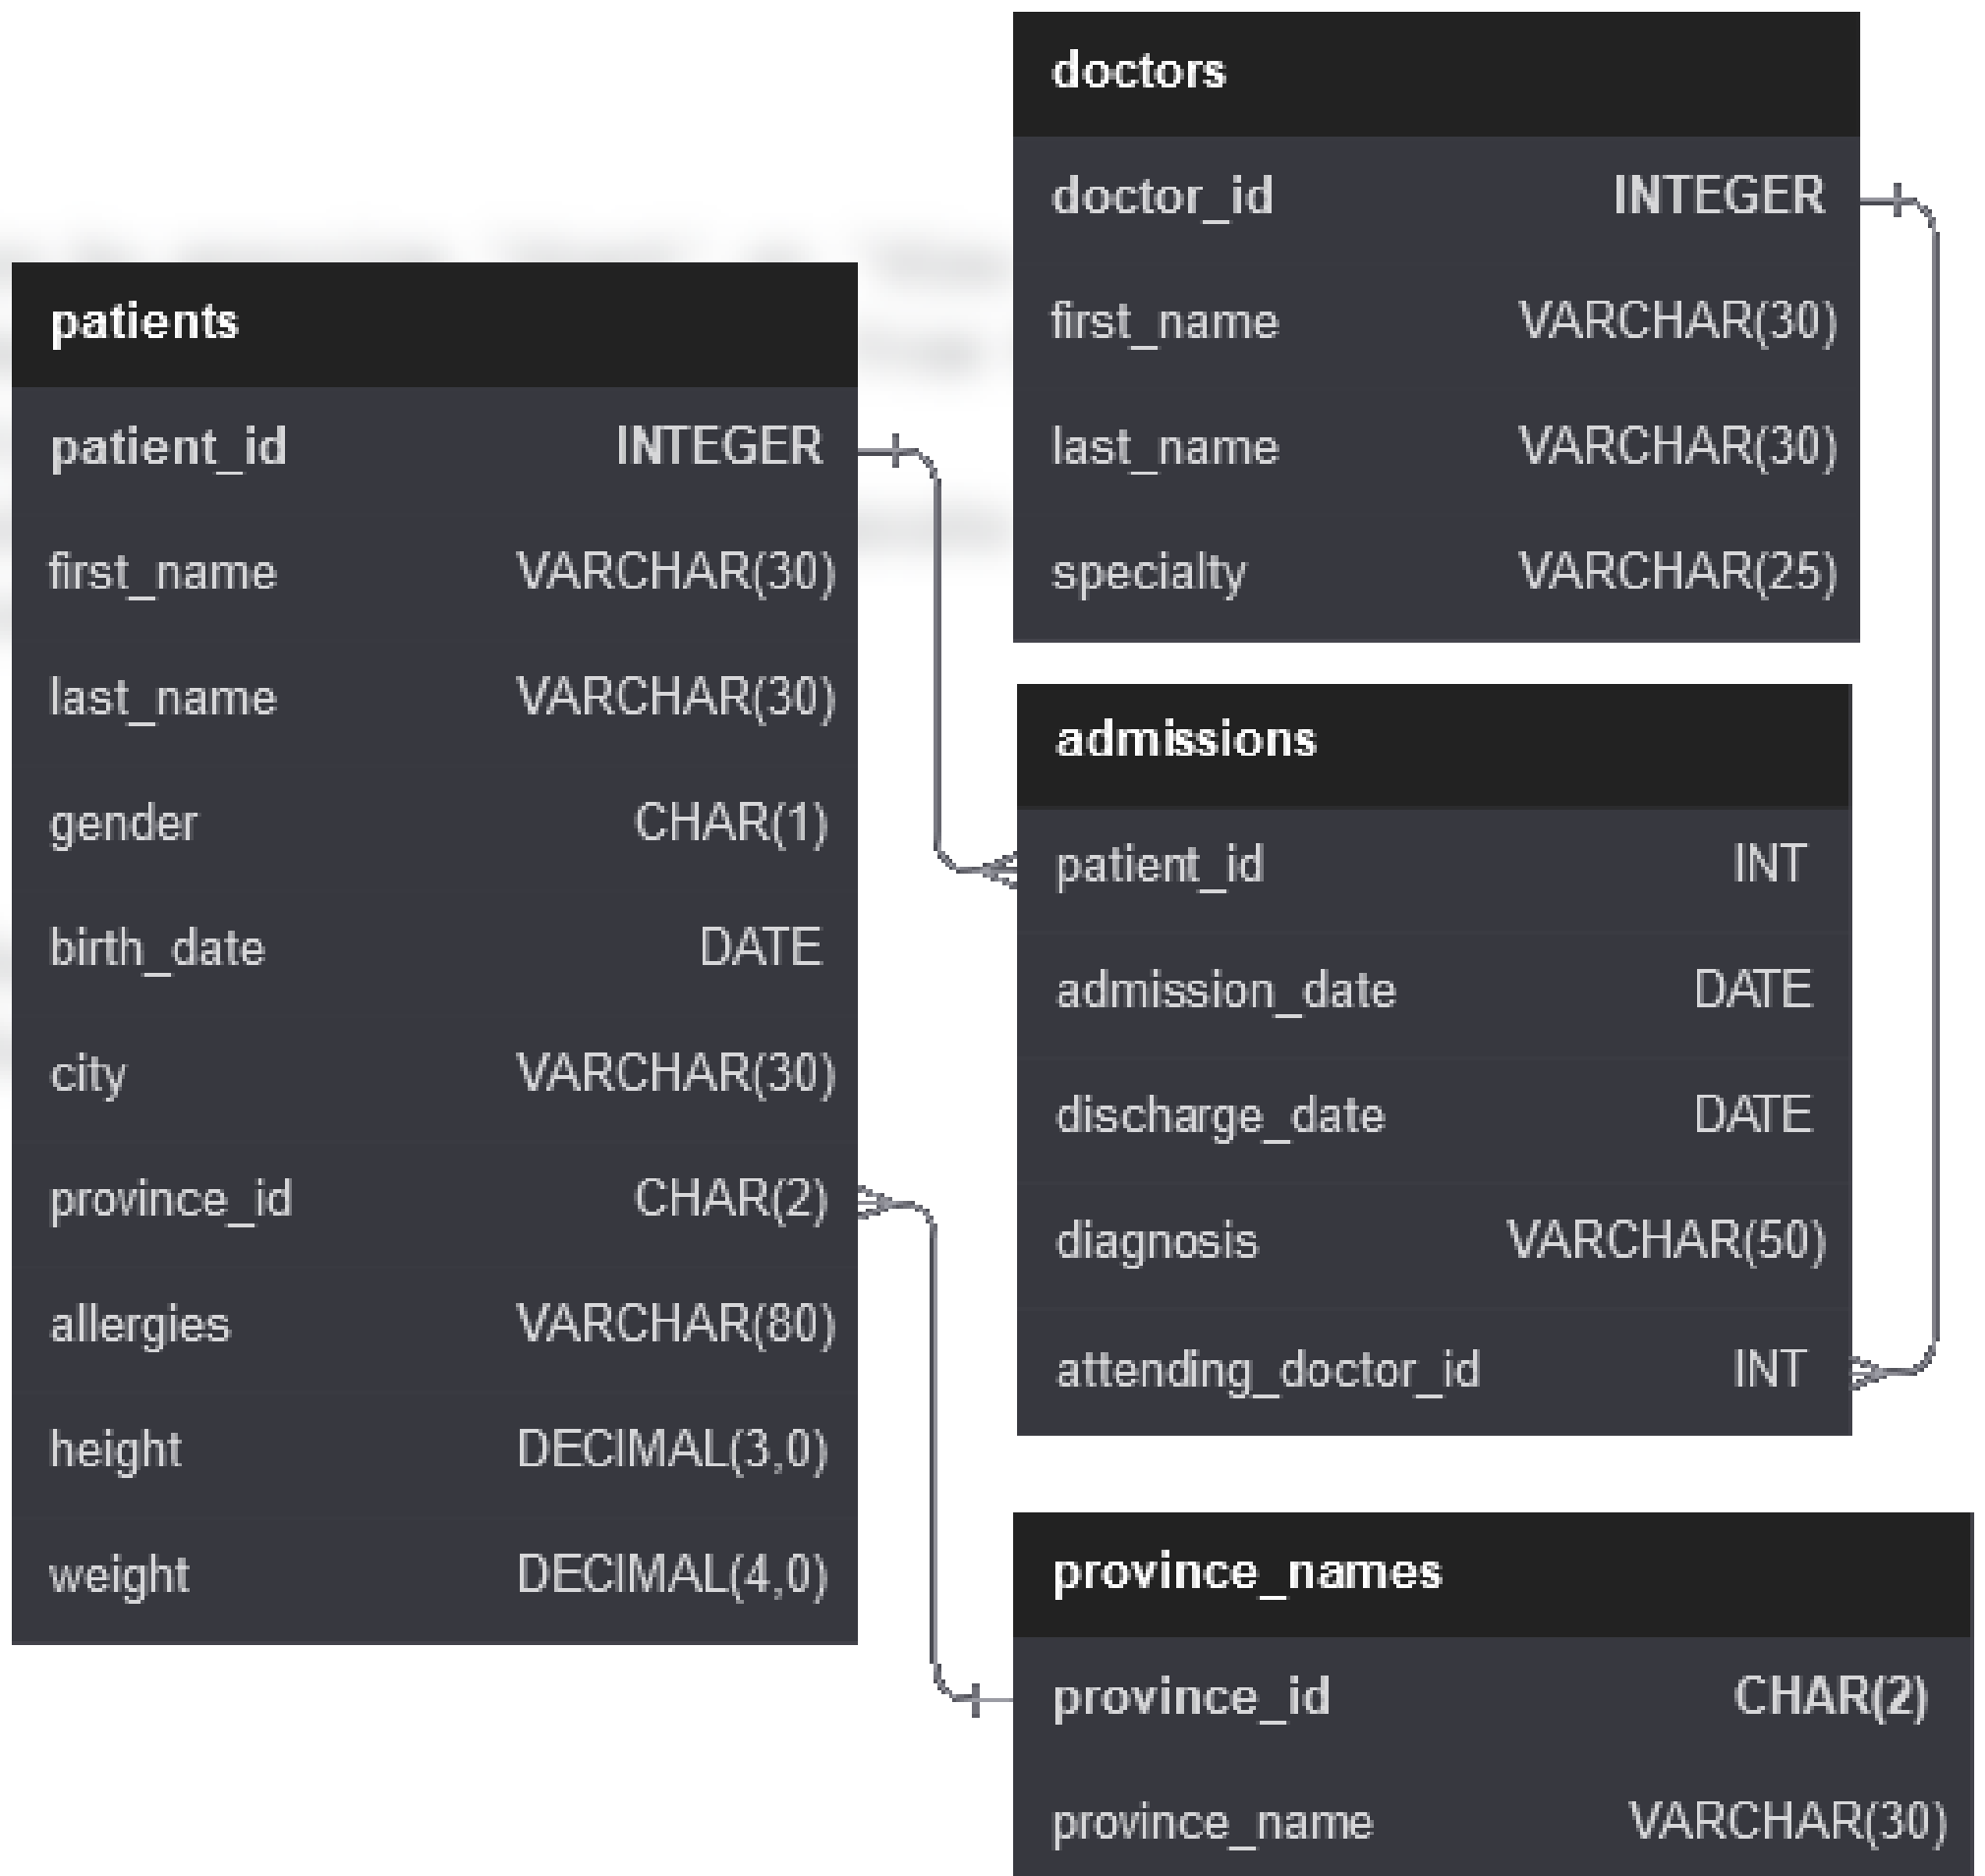 patients
patient_id INTEGER
first_name VARCHAR(30)
last_name VARCHAR(30)
gender CHAR(1)
birth_date DATE
city VARCHAR(30)
province_id CHAR(2)
allergies VARCHAR(80)
height DECIMAL(3,0)
weight DECIMAL(4,0)
doctors
doctor_id INTEGER
first_name VARCHAR(30)
last_name VARCHAR(30)
specialty VARCHAR(25)
admissions
patient_id INT
admission_date DATE
discharge_date DATE
diagnosis VARCHAR(50)
attending_doctor_id INT
province_names
province_id CHAR(2)
province_name VARCHAR(30)